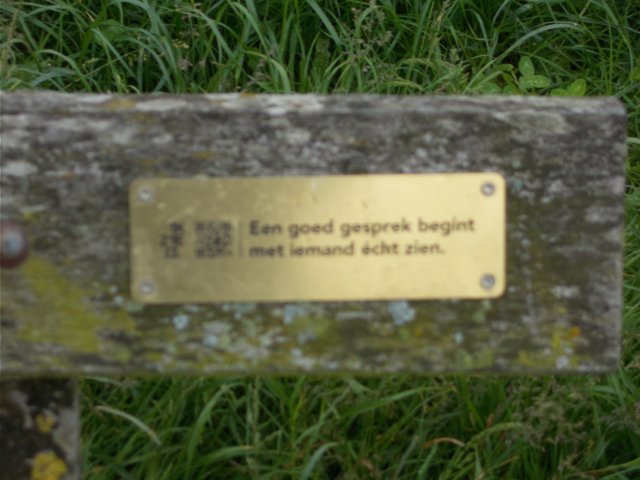 Een goed gesprek begint
met iemand écht zien.